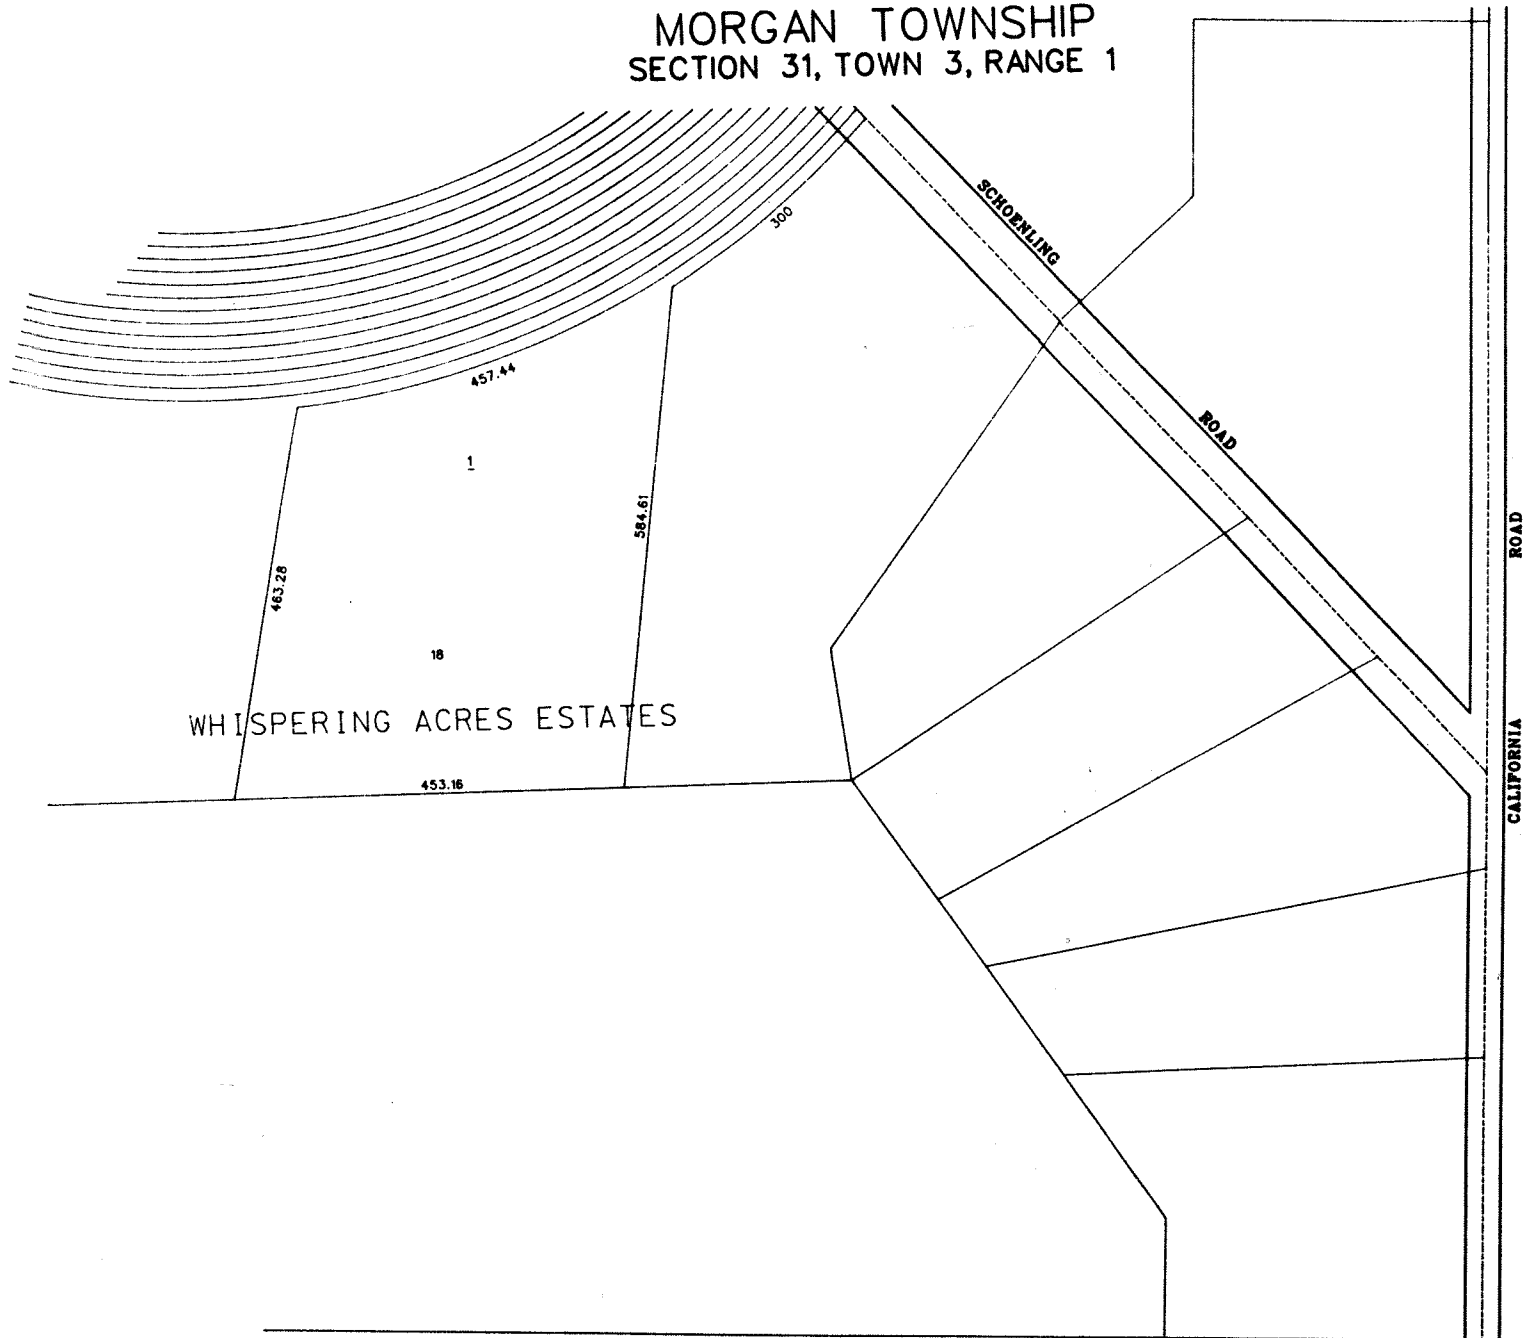 MORGAN TOWNSHIP
SECTION 31, TOWN 3, RANGE 1
SCHOENLING
300
457.44
ROAD
1
584.61
ROAD
463.28
18
WHISPERING ACRES ESTATES
CALIFORNIA
453.16